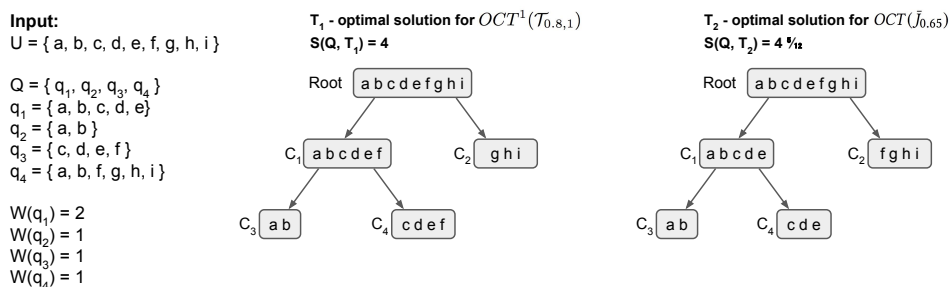 Input:
U = { a, b, c, d, e, f, g, h, i }
Q = { q₁, q₂, q₃, q₄ }
q₁ = { a, b, c, d, e}
q₂ = { a, b }
q₃ = { c, d, e, f }
q₄ = { a, b, f, g, h, i }
W(q₁) = 2
W(q₂) = 1
W(q₃) = 1
W(q₄) = 1
T₁ - optimal solution for OCT¹(𝒯₀.₈,₁)
S(Q, T₁) = 4
Root a b c d e f g h i
C₁ a b c d e f
C₂ g h i
C₃ a b
C₄ c d e f
T₂ - optimal solution for OCT(J̄₀.₆₅)
S(Q, T₂) = 4 ⁵⁄₁₂
Root a b c d e f g h i
C₁ a b c d e
C₂ f g h i
C₃ a b
C₄ c d e